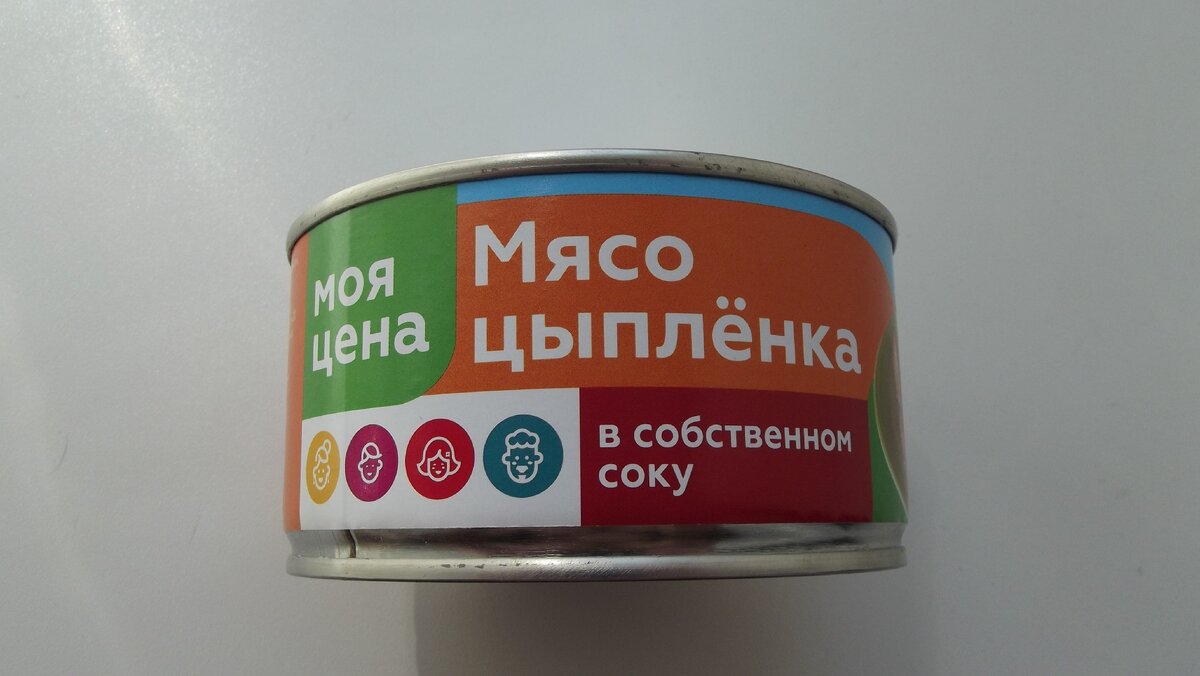 моя
цена
Мясо
цыплёнка
в собственном
соку